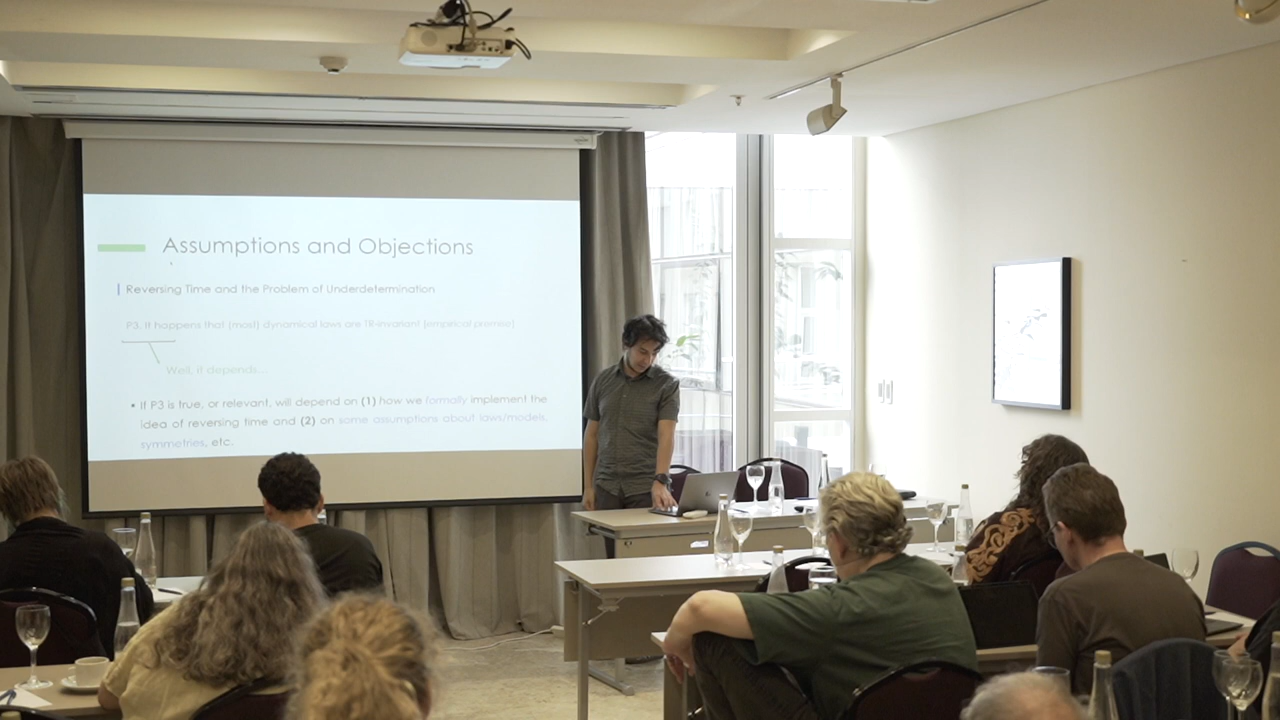 Assumptions and Objections
Reversing Time and the Problem of Underdetermination
P3. It happens that (most) dynamical laws are TR-invariant (empirical premise)
Well, it depends...
• If P3 is true, or relevant, will depend on (1) how we formally implement the
idea of reversing time and (2) on some assumptions about laws/models,
symmetries, etc.